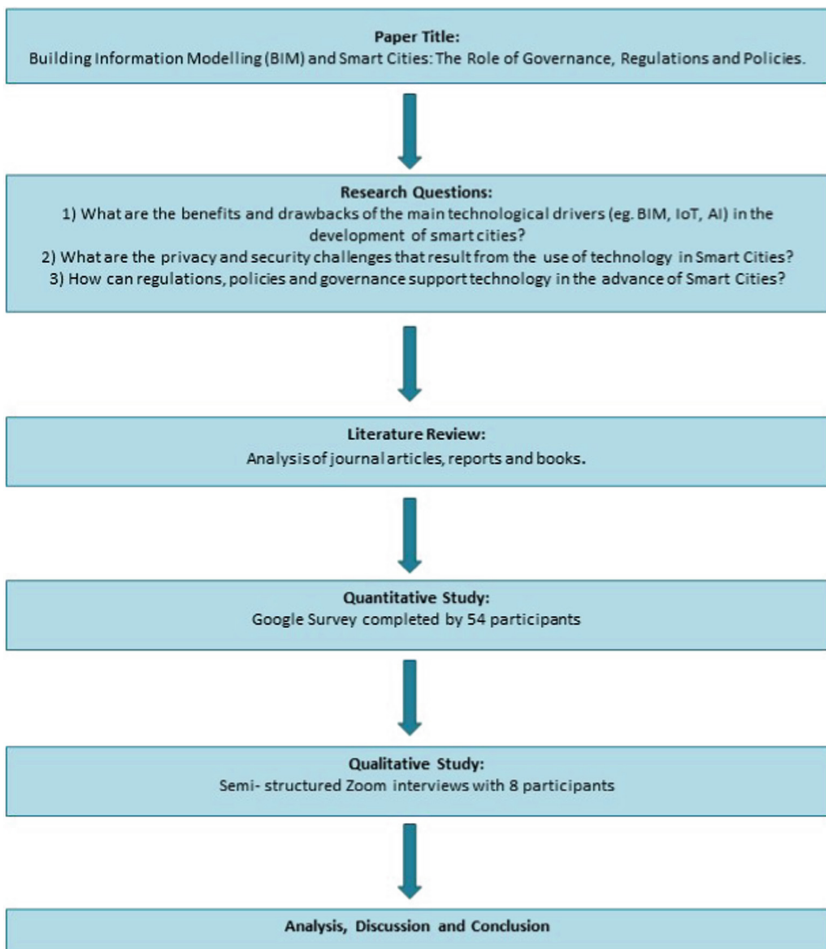 Paper Title:
Building Information Modelling (BIM) and Smart Cities: The Role of Governance, Regulations and Policies.
Research Questions:
1) What are the benefits and drawbacks of the main technological drivers (eg. BIM, IoT, AI) in the
development of smart cities?
2) What are the privacy and security challenges that result from the use of technology in Smart Cities?
3) How can regulations, policies and governance support technology in the advance of Smart Cities?
Literature Review:
Analysis of journal articles, reports and books.
Quantitative Study:
Google Survey completed by 54 participants
Qualitative Study:
Semi- structured Zoom interviews with 8 participants
Analysis, Discussion and Conclusion